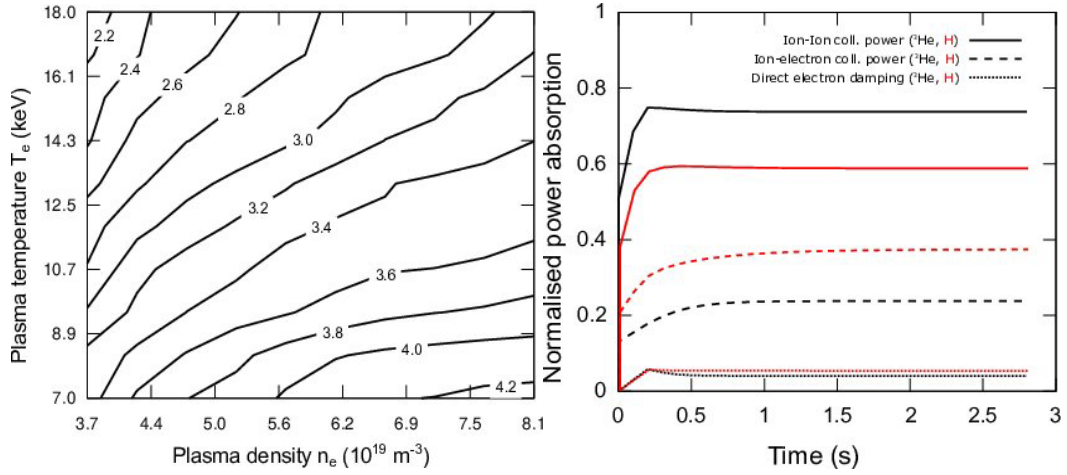 18.0
16.1
14.3
12.5
10.7
8.9
7.0
Plasma temperature T_e (keV)
2.2
2.4
2.6
2.8
3.0
3.2
3.4
3.6
3.8
4.0
4.2
3.7 4.4 5.0 5.6 6.2 6.9 7.5 8.1
Plasma density n_e (10¹⁹ m⁻³)
1
0.8
0.6
0.4
0.2
0
Normalised power absorption
Ion-Ion coll. power (³He, H)
Ion-electron coll. power (³He, H)
Direct electron damping (³He, H)
0 0.5 1 1.5 2 2.5 3
Time (s)